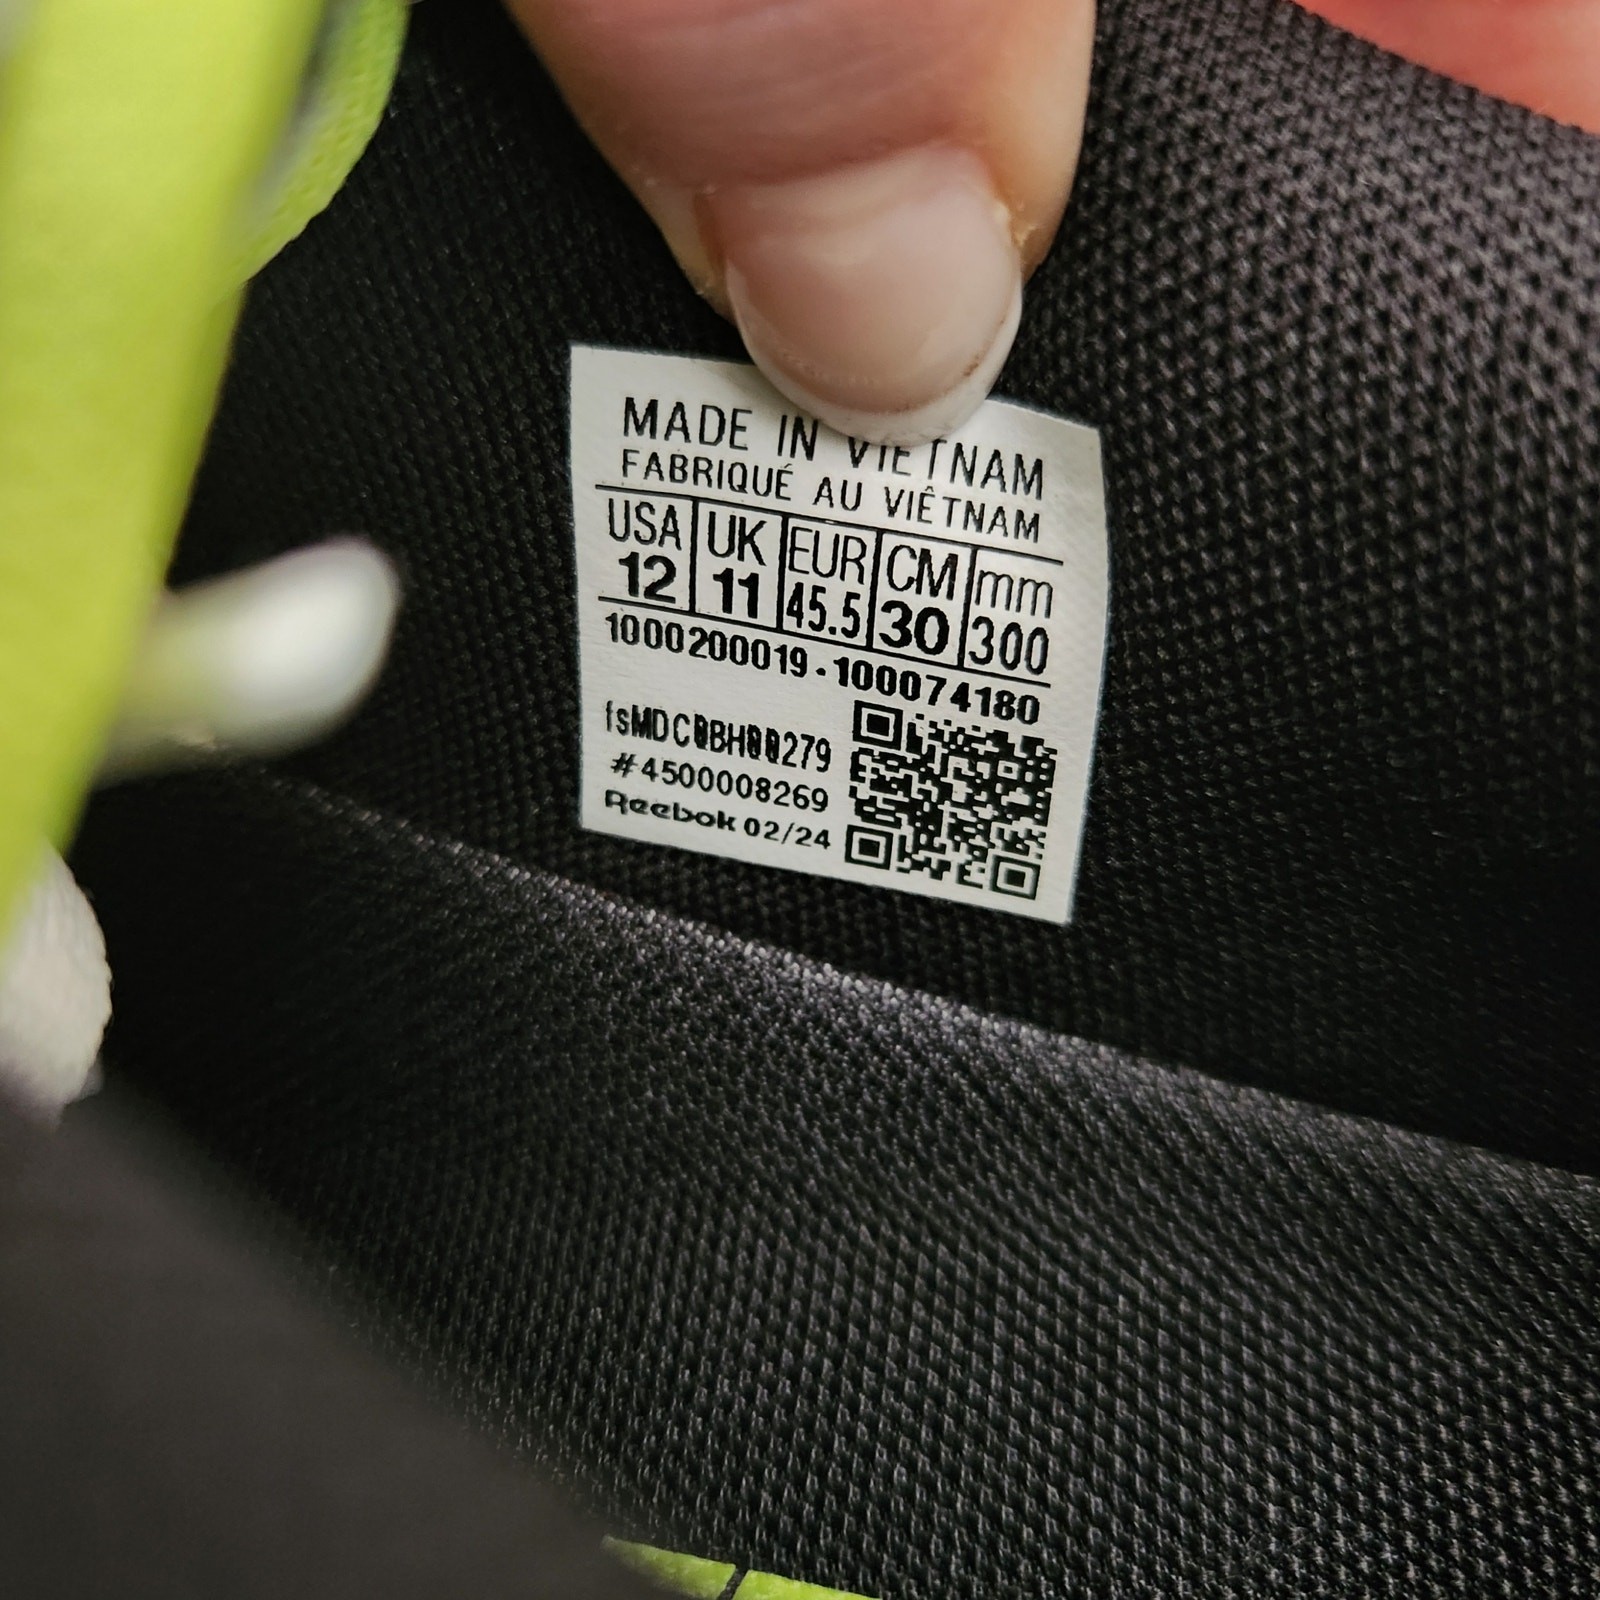 MADE IN VIETNAM
FABRIQUÉ AU VIÊTNAM
USA UK EUR CM mm
12 11 45.5 30 300
1000200019-100074180
fsMDC0BH00279
#4500008269
Reebok 02/24